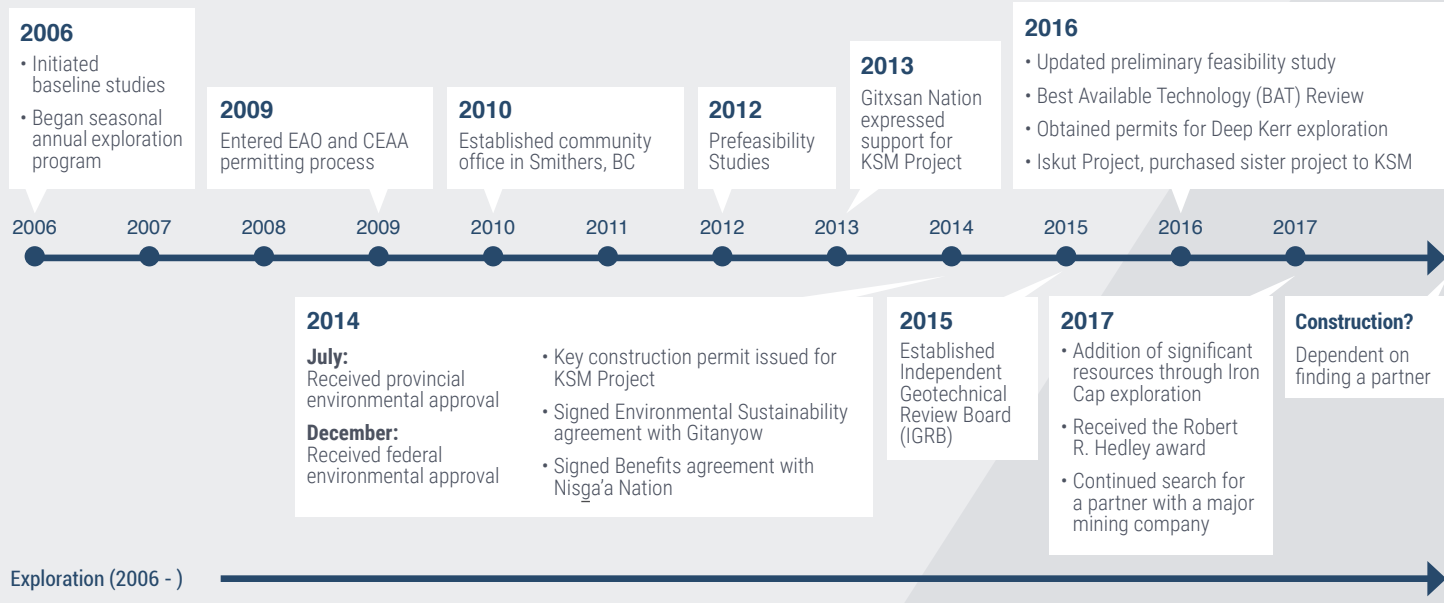 2006
• Initiated
baseline studies
• Began seasonal
annual exploration
program
2009
Entered EAO and CEAA
permitting process
2010
Established community
office in Smithers, BC
2012
Prefeasibility
Studies
2013
Gitxsan Nation
expressed
support for
KSM Project
2016
• Updated preliminary feasibility study
• Best Available Technology (BAT) Review
• Obtained permits for Deep Kerr exploration
• Iskut Project, purchased sister project to KSM
2006 2007 2008 2009 2010 2011 2012 2013 2014 2015 2016 2017
2014
July:
Received provincial
environmental approval
December:
Received federal
environmental approval
• Key construction permit issued for
KSM Project
• Signed Environmental Sustainability
agreement with Gitanyow
• Signed Benefits agreement with
Nisg̲a’a Nation
2015
Established
Independent
Geotechnical
Review Board
(IGRB)
2017
• Addition of significant
resources through Iron
Cap exploration
• Received the Robert
R. Hedley award
• Continued search for
a partner with a major
mining company
Construction?
Dependent on
finding a partner
Exploration (2006 - )